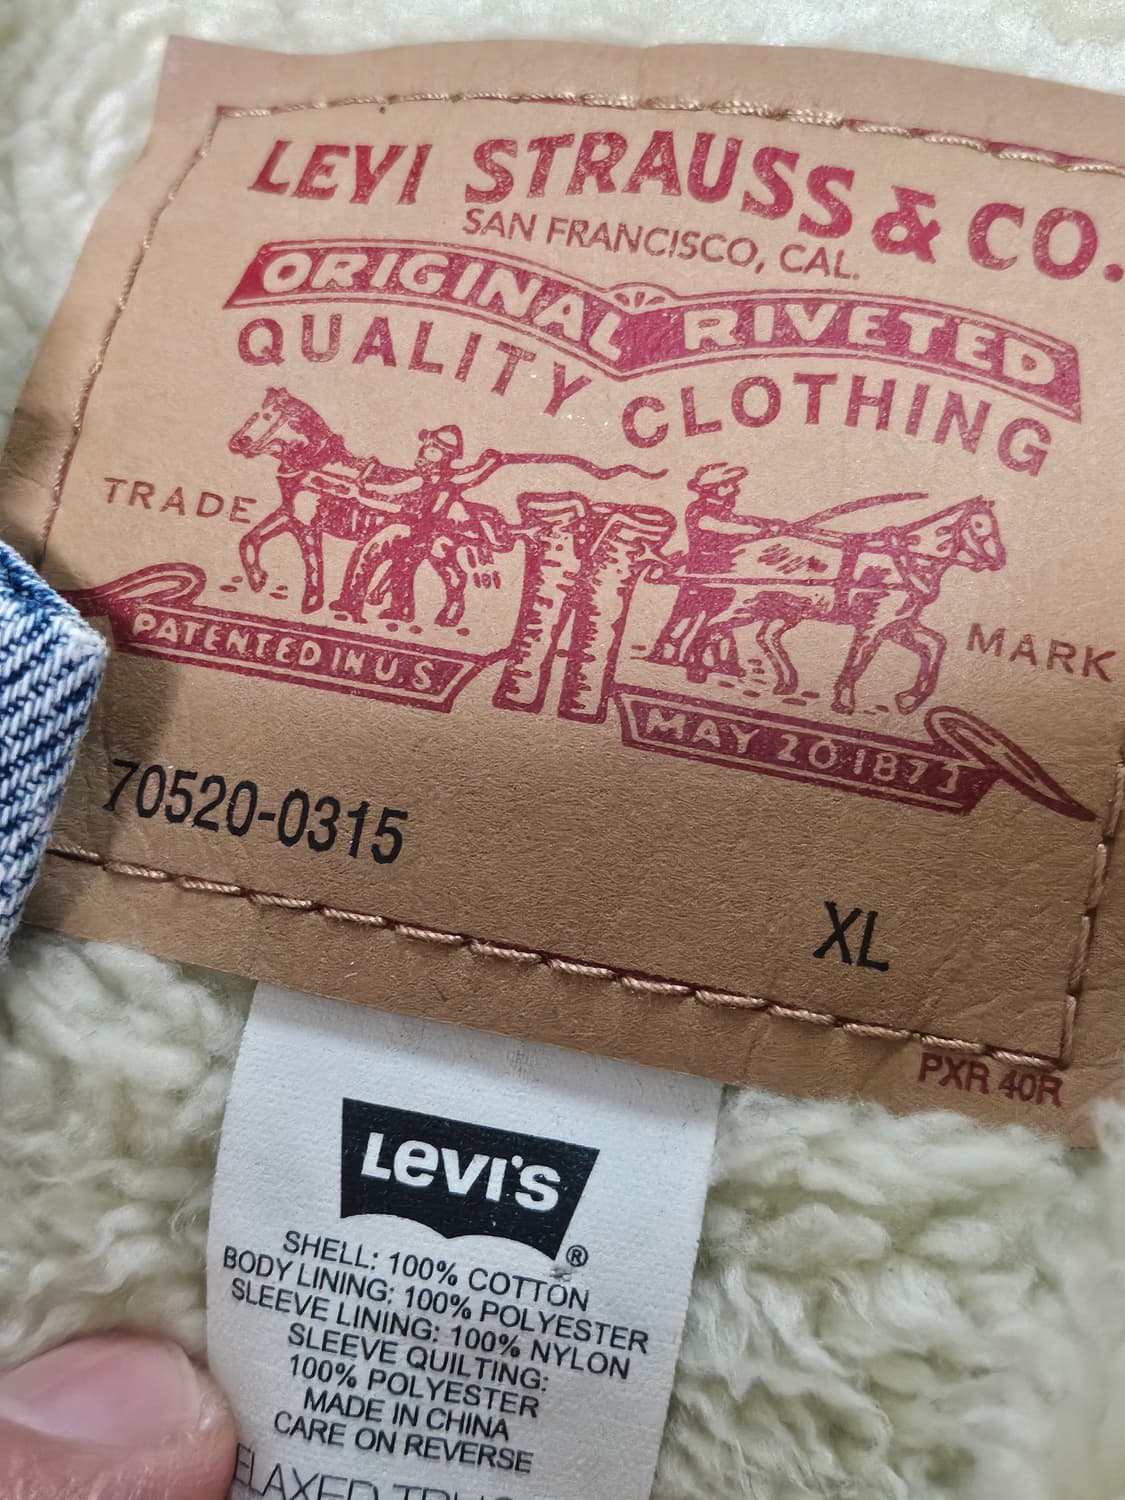 LEVI STRAUSS & CO.
SAN FRANCISCO, CAL.
ORIGINAL RIVETED
QUALITY CLOTHING
TRADE MARK
PATENTED IN U.S.
MAY 20 1873
70520-0315
XL
PXR 40R
Levi's®
SHELL: 100% COTTON
BODY LINING: 100% POLYESTER
SLEEVE LINING: 100% NYLON
SLEEVE QUILTING:
100% POLYESTER
MADE IN CHINA
CARE ON REVERSE